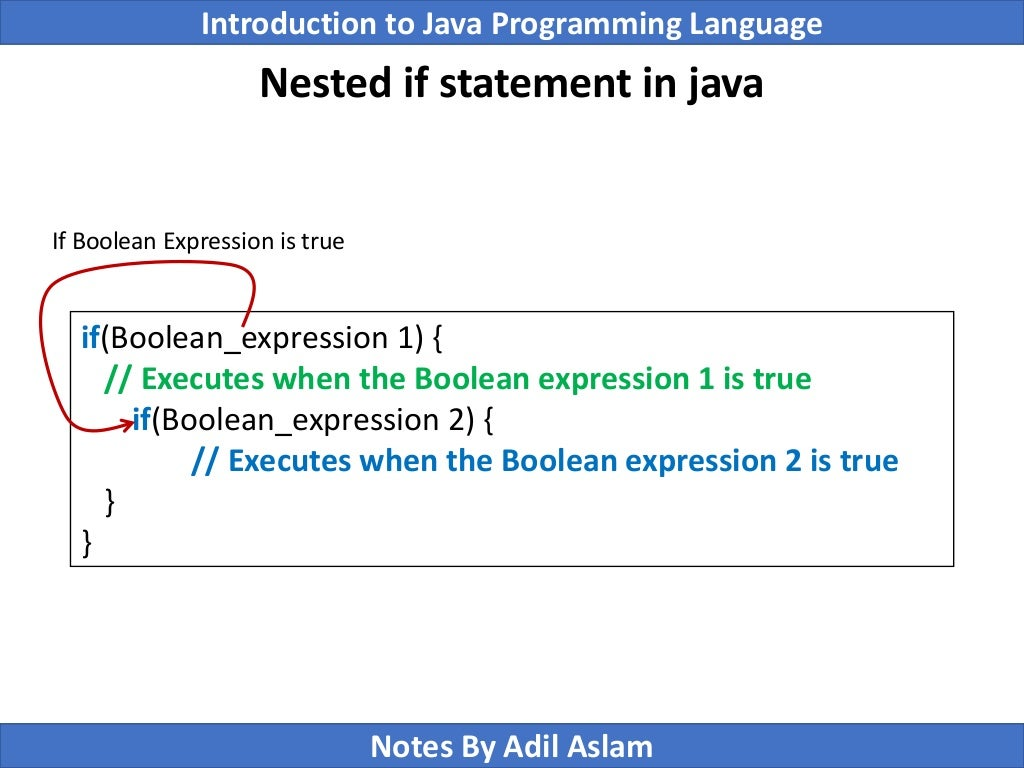 Introduction to Java Programming Language
Nested if statement in java
If Boolean Expression is true
if(Boolean_expression 1) {
// Executes when the Boolean expression 1 is true
if(Boolean_expression 2) {
// Executes when the Boolean expression 2 is true
}
}
Notes By Adil Aslam